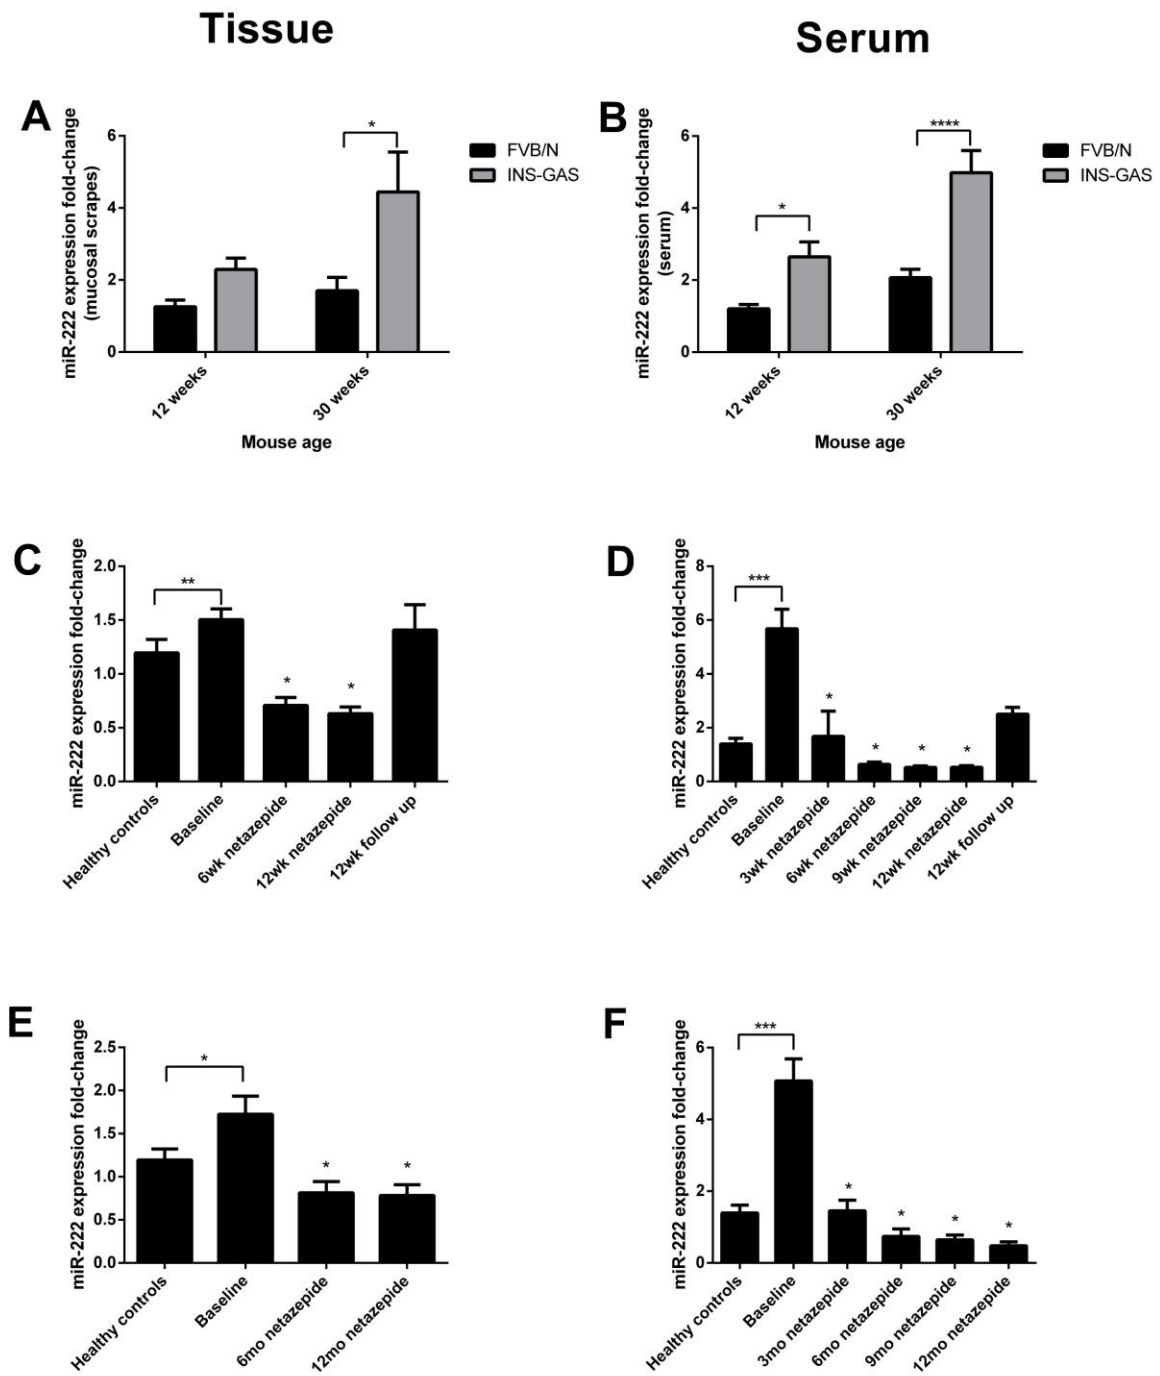 Tissue
Serum
A
miR-222 expression fold-change
(mucosal scrapes)
6
4
2
0
*
FVB/N
INS-GAS
12 weeks
30 weeks
Mouse age
B
miR-222 expression fold-change
(serum)
6
4
2
0
*
****
FVB/N
INS-GAS
12 weeks
30 weeks
Mouse age
C
miR-222 expression fold-change
2.0
1.5
1.0
0.5
0.0
**
*
*
Healthy controls
Baseline
6wk netazepide
12wk netazepide
12wk follow up
D
miR-222 expression fold-change
8
6
4
2
0
***
*
*
*
*
Healthy controls
Baseline
3wk netazepide
6wk netazepide
9wk netazepide
12wk netazepide
12wk follow up
E
miR-222 expression fold-change
2.5
2.0
1.5
1.0
0.5
0.0
*
*
*
Healthy controls
Baseline
6mo netazepide
12mo netazepide
F
miR-222 expression fold-change
6
4
2
0
***
*
*
*
*
Healthy controls
Baseline
3mo netazepide
6mo netazepide
9mo netazepide
12mo netazepide